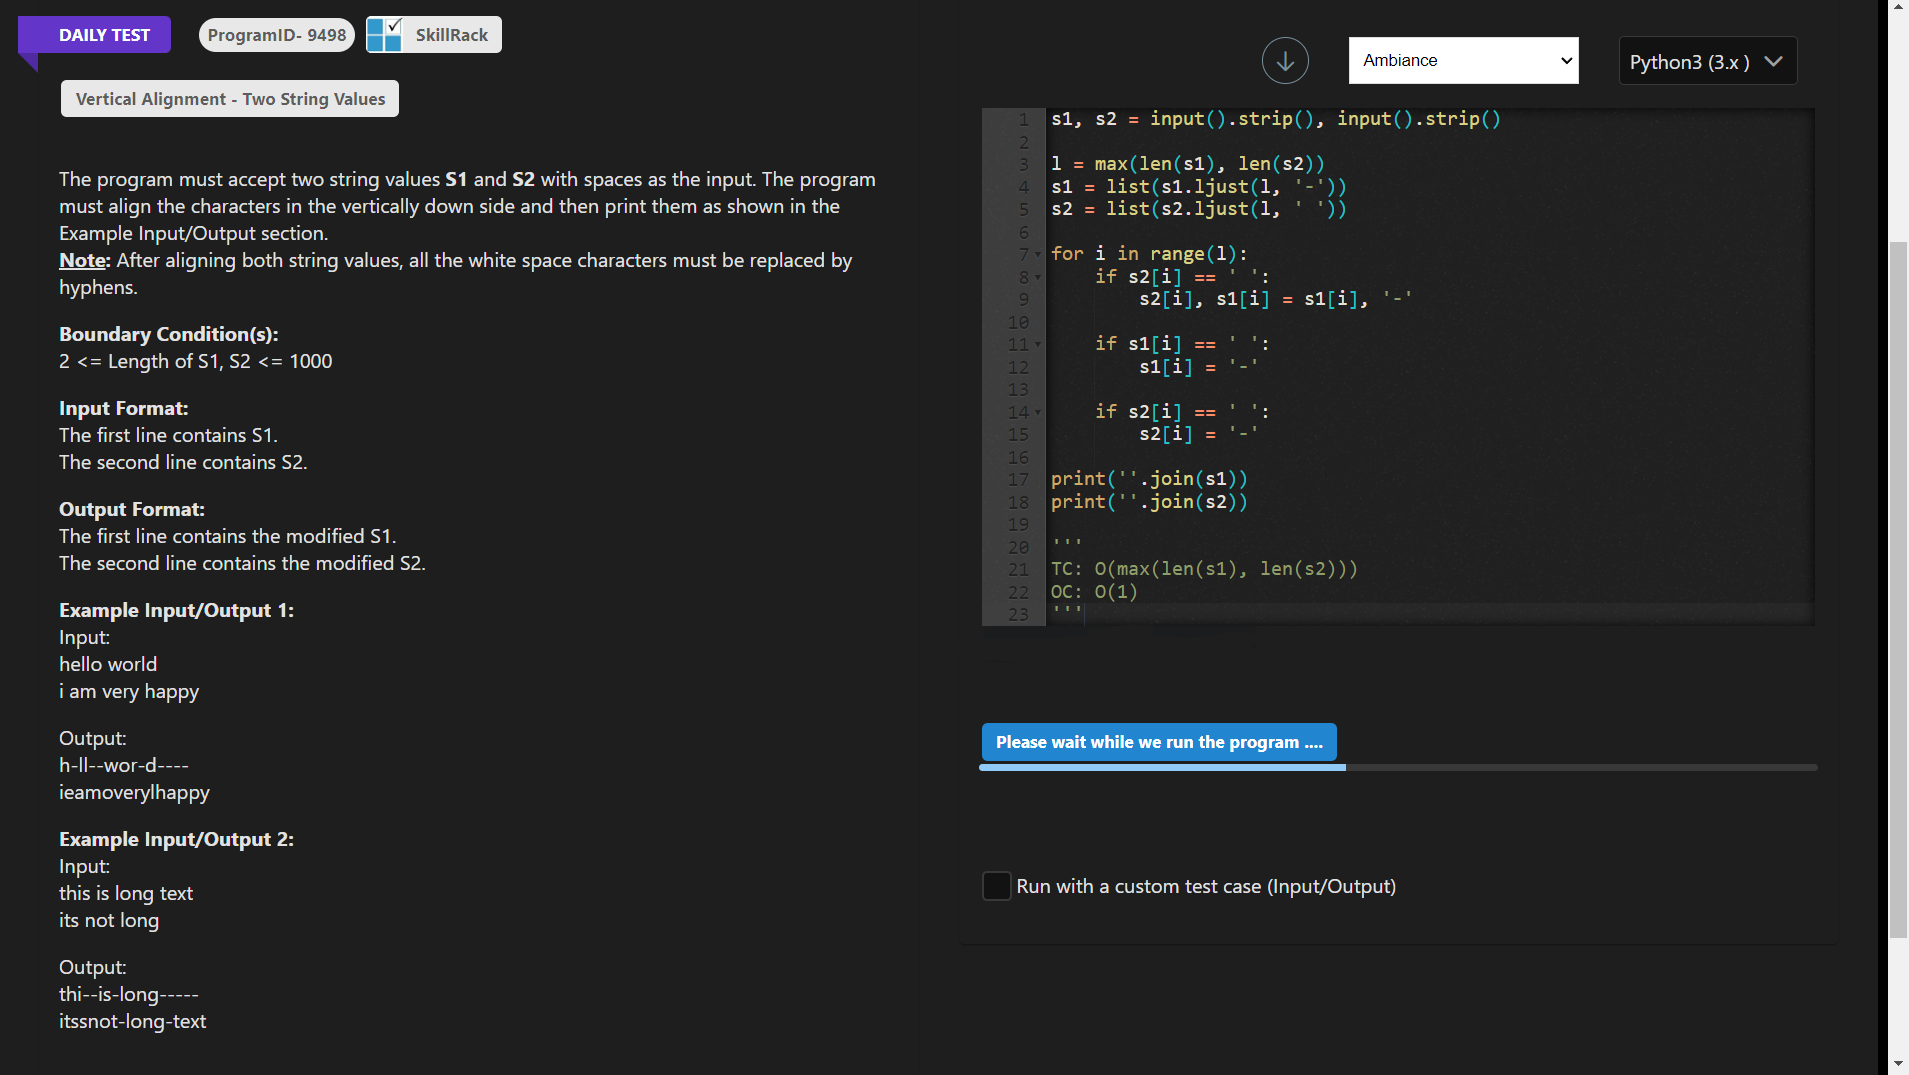 DAILY TEST
ProgramID- 9498
SkillRack
Vertical Alignment - Two String Values
The program must accept two string values S1 and S2 with spaces as the input. The program
must align the characters in the vertically down side and then print them as shown in the
Example Input/Output section.
Note: After aligning both string values, all the white space characters must be replaced by
hyphens.
Boundary Condition(s):
2 <= Length of S1, S2 <= 1000
Input Format:
The first line contains S1.
The second line contains S2.
Output Format:
The first line contains the modified S1.
The second line contains the modified S2.
Example Input/Output 1:
Input:
hello world
i am very happy
Output:
h-ll--wor-d----
ieamoverylhappy
Example Input/Output 2:
Input:
this is long text
its not long
Output:
thi--is-long-----
itssnot-long-text
Ambiance
Python3 (3.x )
1 s1, s2 = input().strip(), input().strip()
2
3 l = max(len(s1), len(s2))
4 s1 = list(s1.ljust(l, '-'))
5 s2 = list(s2.ljust(l, ' '))
6
7 for i in range(l):
8     if s2[i] == ' ':
9         s2[i], s1[i] = s1[i], '-'
10
11     if s1[i] == ' ':
12         s1[i] = '-'
13
14     if s2[i] == ' ':
15         s2[i] = '-'
16
17 print(''.join(s1))
18 print(''.join(s2))
19
20 '''
21 TC: O(max(len(s1), len(s2)))
22 OC: O(1)
23 '''
Please wait while we run the program ....
Run with a custom test case (Input/Output)